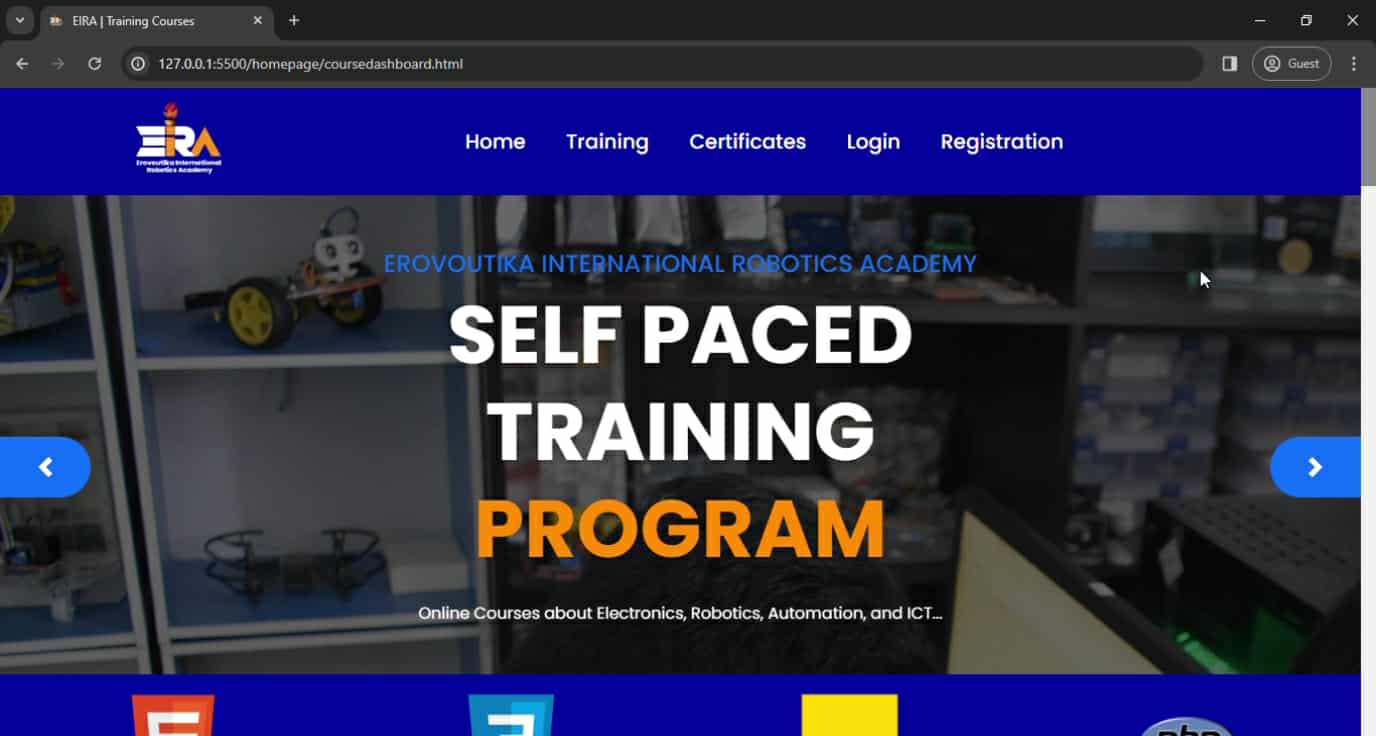 EIRA | Training Courses
127.0.0.1:5500/homepage/coursedashboard.html
Guest
EIRA
Erovoutika International
Robotics Academy
Home Training Certificates Login Registration
EROVOUTIKA INTERNATIONAL ROBOTICS ACADEMY
SELF PACED
TRAINING
PROGRAM
Online Courses about Electronics, Robotics, Automation, and ICT...
php